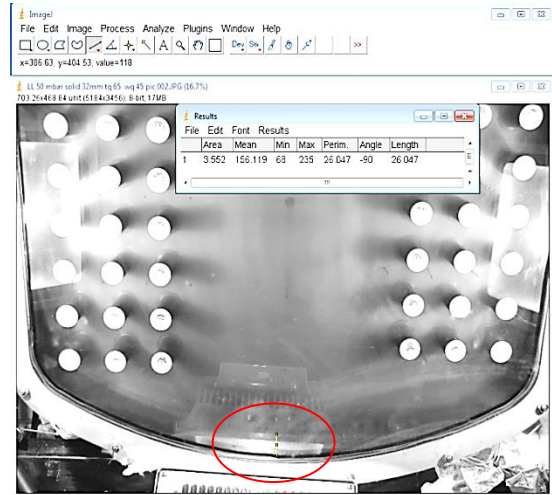 ImageJ
File Edit Image Process Analyze Plugins Window Help
A Dev Stk >>
x=386.63, y=404.53, value=118
LL 50 mbar solid 32mm tq 65 wq 45 pic 002.JPG (16.7%)
703.26x468.84 unit (5184x3456); 8-bit; 17MB
Results
File Edit Font Results
Area Mean Min Max Perim. Angle Length
1 3.552 156.119 68 235 26.047 -90 26.047